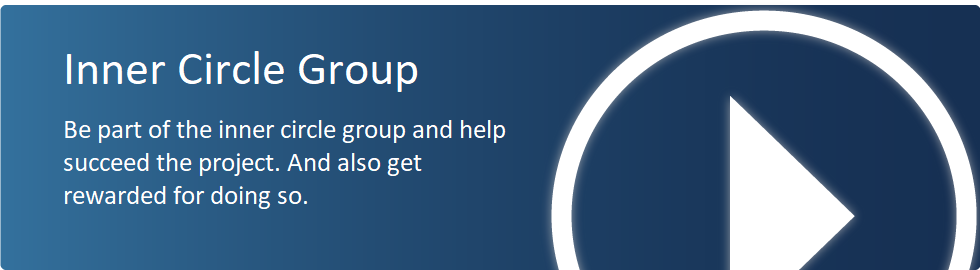 Inner Circle Group
Be part of the inner circle group and help
succeed the project. And also get
rewarded for doing so.